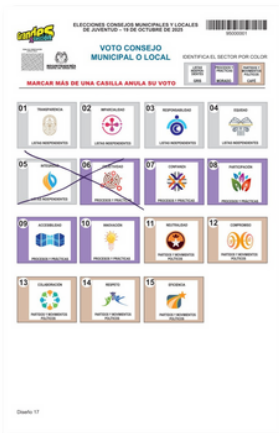 ELECCIONES CONSEJOS MUNICIPALES Y LOCALES
DE JUVENTUD – 19 DE OCTUBRE DE 2025
VOTO CONSEJO
MUNICIPAL O LOCAL
IDENTIFICA EL SECTOR POR COLOR
MARCAR MÁS DE UNA CASILLA ANULA SU VOTO
01
TRANSPARENCIA
LISTAS INDEPENDIENTES
02
IMPARCIALIDAD
LISTAS INDEPENDIENTES
03
RESPONSABILIDAD
LISTAS INDEPENDIENTES
04
EQUIDAD
LISTAS INDEPENDIENTES
05
LISTAS INDEPENDIENTES
06
OBJETIVIDAD
PROCESOS Y PRÁCTICAS
07
CONFIANZA
PROCESOS Y PRÁCTICAS
08
PARTICIPACIÓN
PROCESOS Y PRÁCTICAS
09
ACCESIBILIDAD
PROCESOS Y PRÁCTICAS
10
INNOVACIÓN
PROCESOS Y PRÁCTICAS
11
NEUTRALIDAD
PARTIDOS Y MOVIMIENTOS
POLÍTICOS
12
COMPROMISO
PARTIDOS Y MOVIMIENTOS
POLÍTICOS
13
COLABORACIÓN
PARTIDOS Y MOVIMIENTOS
POLÍTICOS
14
RESPETO
PARTIDOS Y MOVIMIENTOS
POLÍTICOS
15
EFICIENCIA
PARTIDOS Y MOVIMIENTOS
POLÍTICOS
Diseño 17